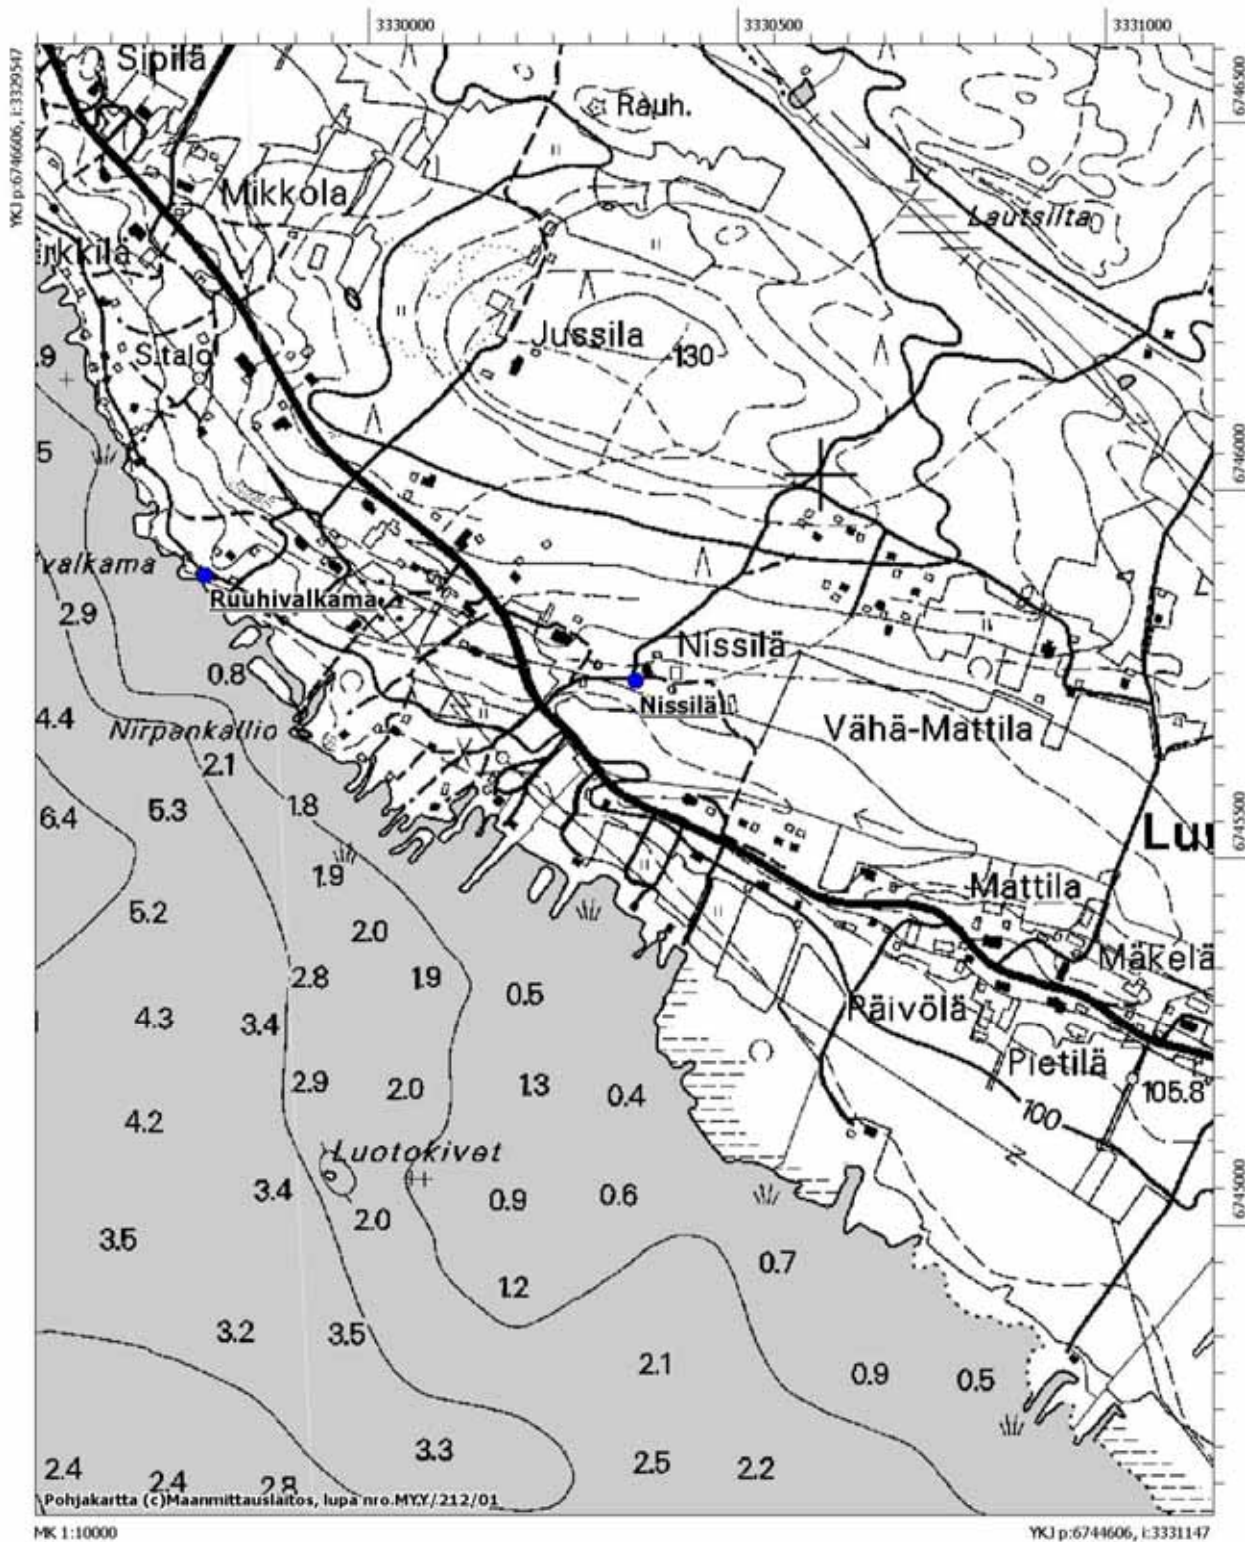 3330000
3330500
3331000
YKJ p:6746606, i:3329547
6746500
Sipilä
Rauh.
Mikkola
Lautsilta
irkkilä
Jussila
S.talo
130
.9
5
6746000
valkama
Ruuhivalkama
2.9
Nissilä
0.8
Nissilä
4.4
Nirpankallio
Vähä-Mattila
2.1
6.4
5.3
1.8
6745500
Lu
1.9
Mattila
5.2
2.0
Mäkelä
2.8
1.9
0.5
Päivölä
4.3
3.4
Pietilä
2.9
2.0
1.3
0.4
105.8
100
4.2
Z
Luotokivet
3.4
0.9
0.6
2.0
6745000
3.5
0.7
1.2
3.2
3.5
2.1
0.9
0.5
3.3
2.5
2.2
2.4
2.4
2.8
Pohjakartta (c)Maanmittauslaitos, lupa nro.MYY/212/01
MK 1:10000
YKJ p:6744606, i:3331147